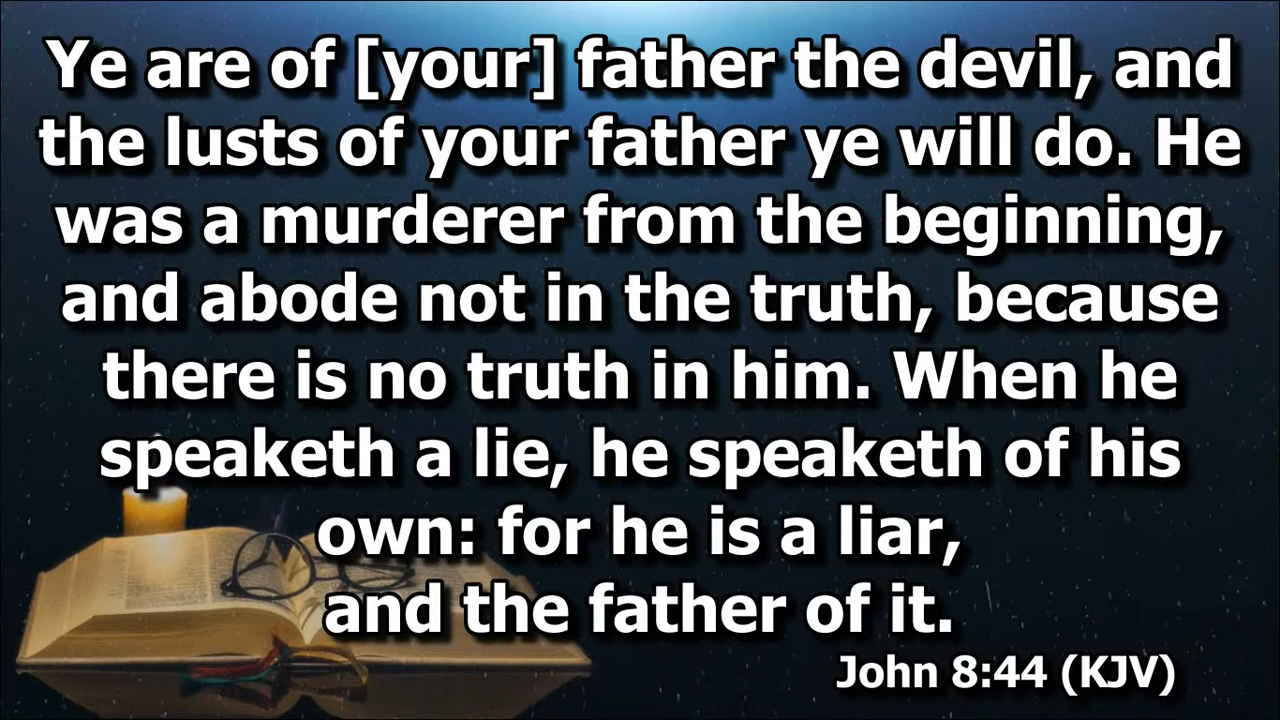 Ye are of [your] father the devil, and
the lusts of your father ye will do. He
was a murderer from the beginning,
and abode not in the truth, because
there is no truth in him. When he
speaketh a lie, he speaketh of his
own: for he is a liar,
and the father of it.
John 8:44 (KJV)